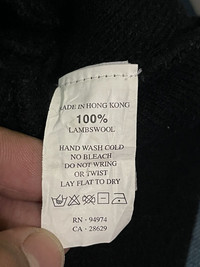 MADE IN HONG KONG
100%
LAMBSWOOL
HAND WASH COLD
NO BLEACH
DO NOT WRING
OR TWIST
LAY FLAT TO DRY
RN - 94974
CA - 28629